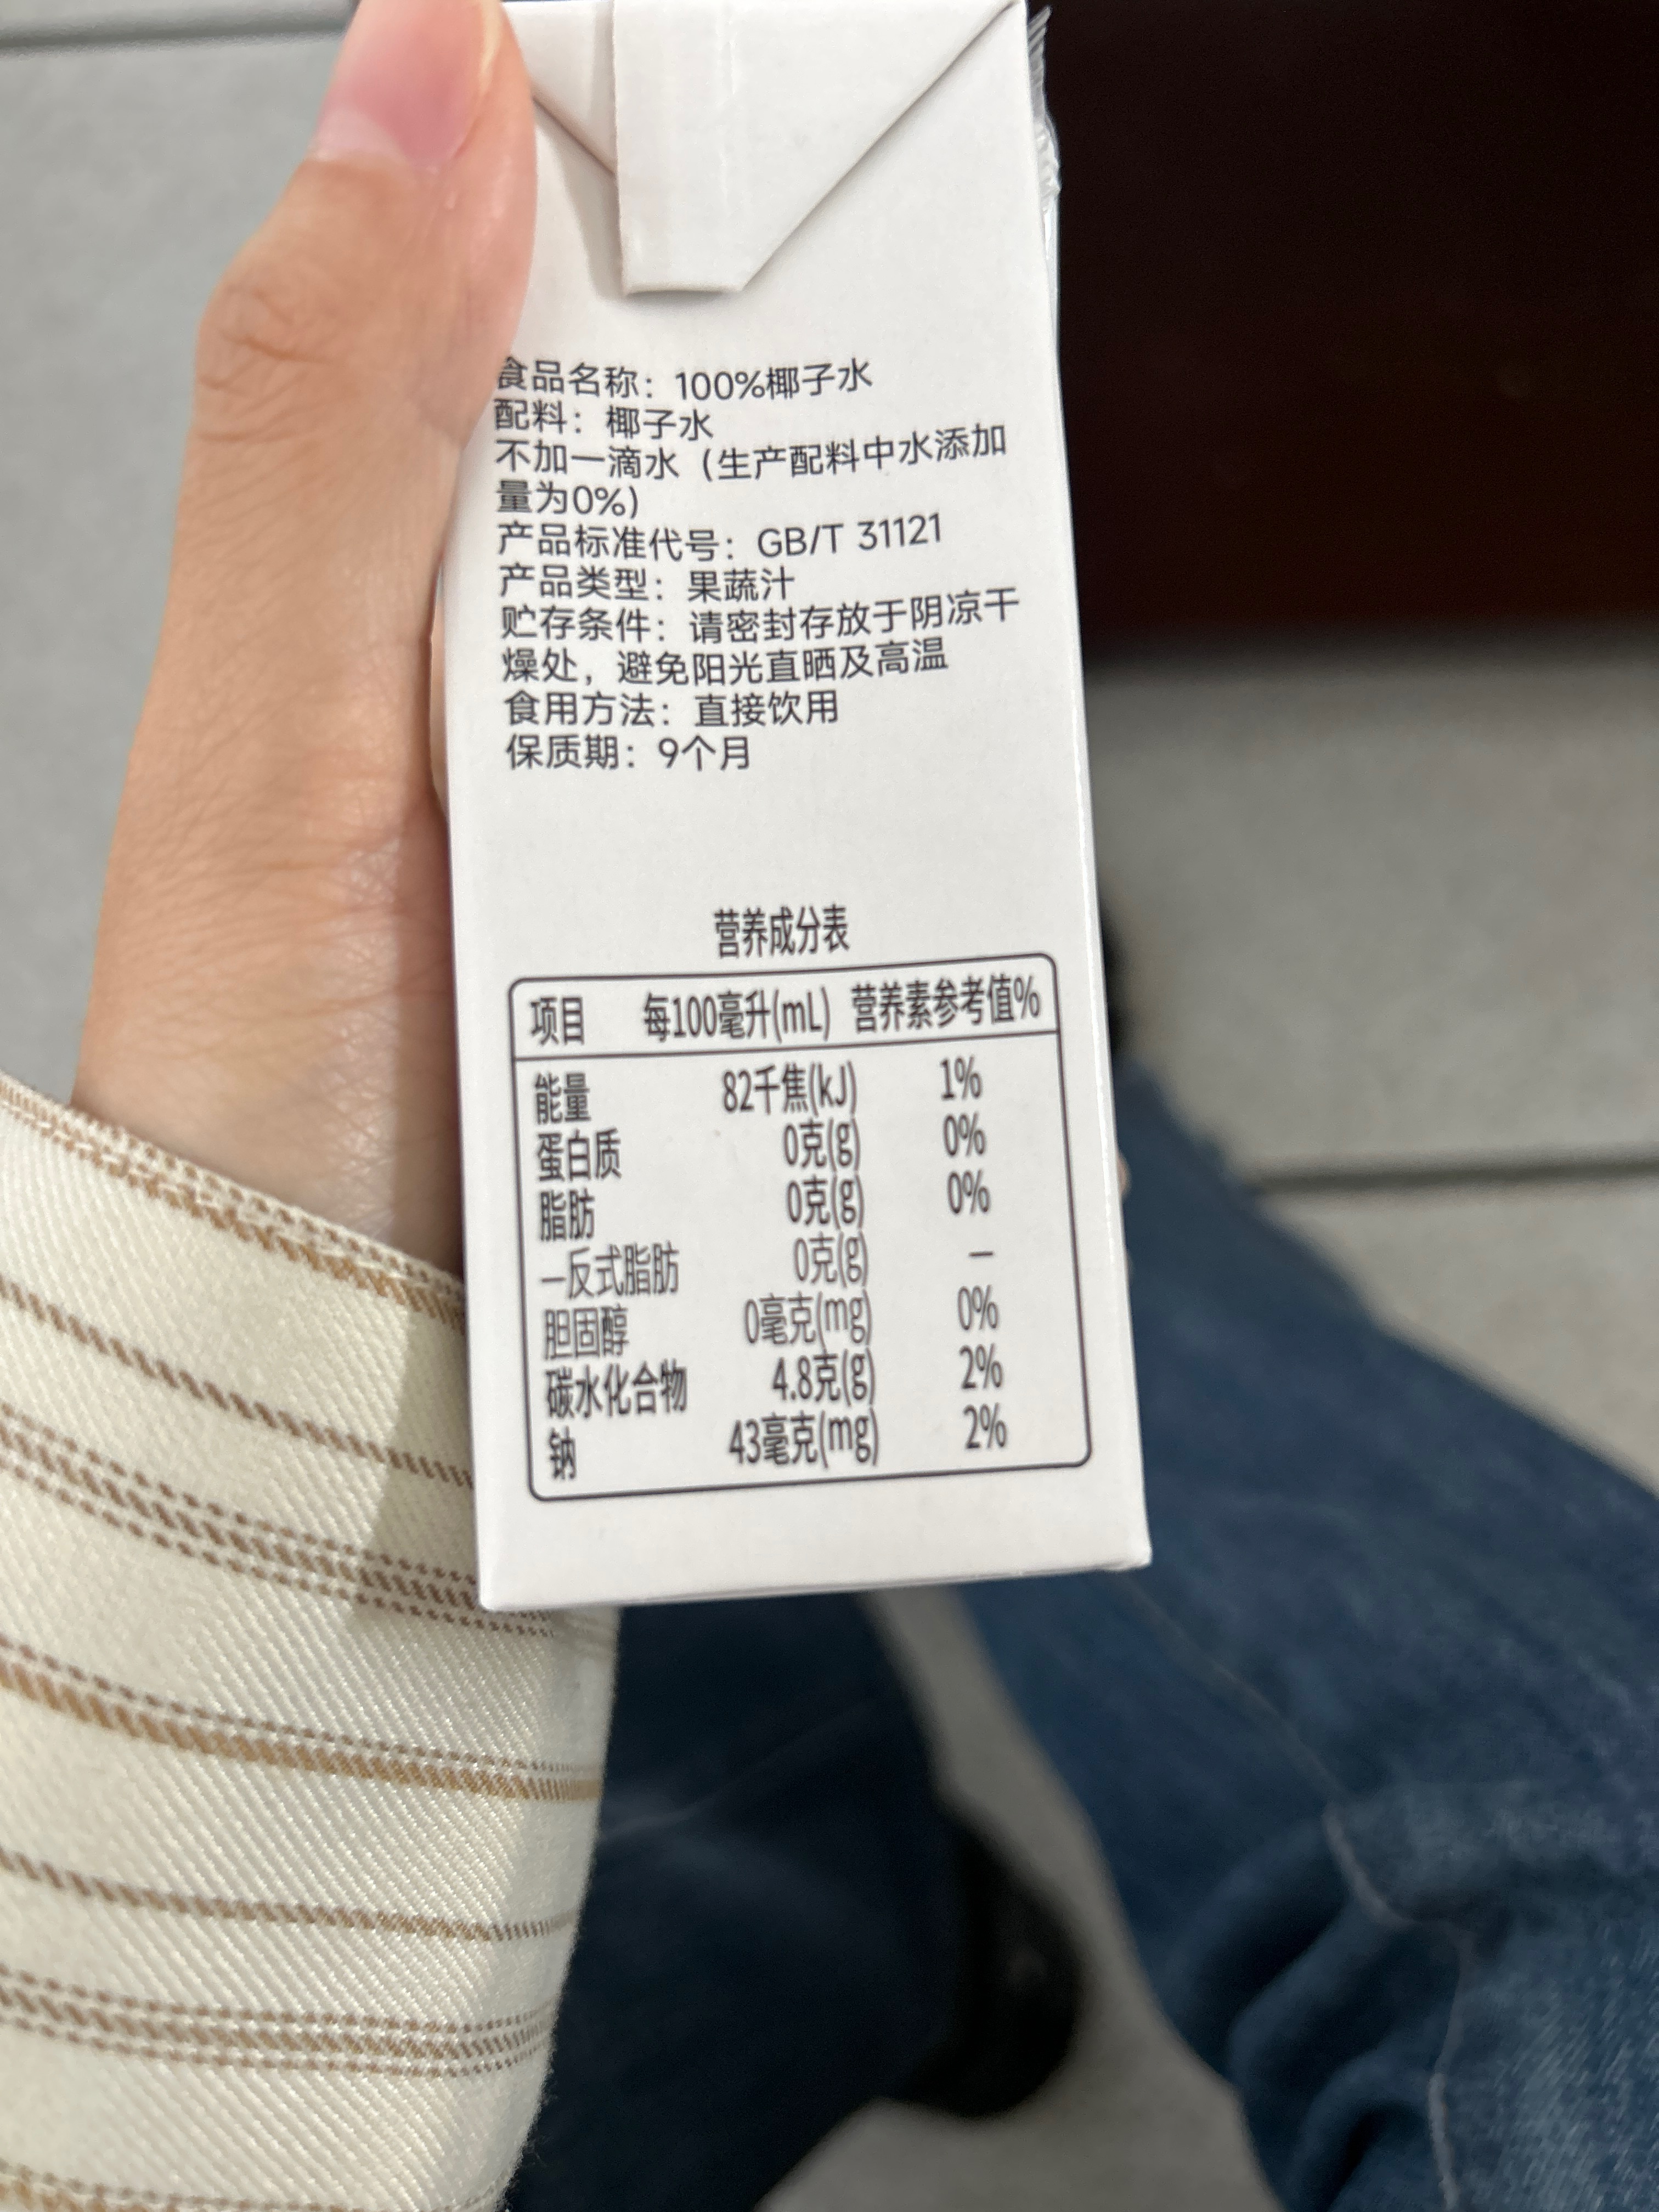 食品名称：100%椰子水
配料：椰子水
不加一滴水（生产配料中水添加
量为0%）
产品标准代号：GB/T 31121
产品类型：果蔬汁
贮存条件：请密封存放于阴凉干
燥处，避免阳光直晒及高温
食用方法：直接饮用
保质期：9个月
营养成分表
项目 每100毫升(mL) 营养素参考值%
能量 82千焦(kJ) 1%
蛋白质 0克(g) 0%
脂肪 0克(g) 0%
—反式脂肪 0克(g) —
胆固醇 0毫克(mg) 0%
碳水化合物 4.8克(g) 2%
钠 43毫克(mg) 2%